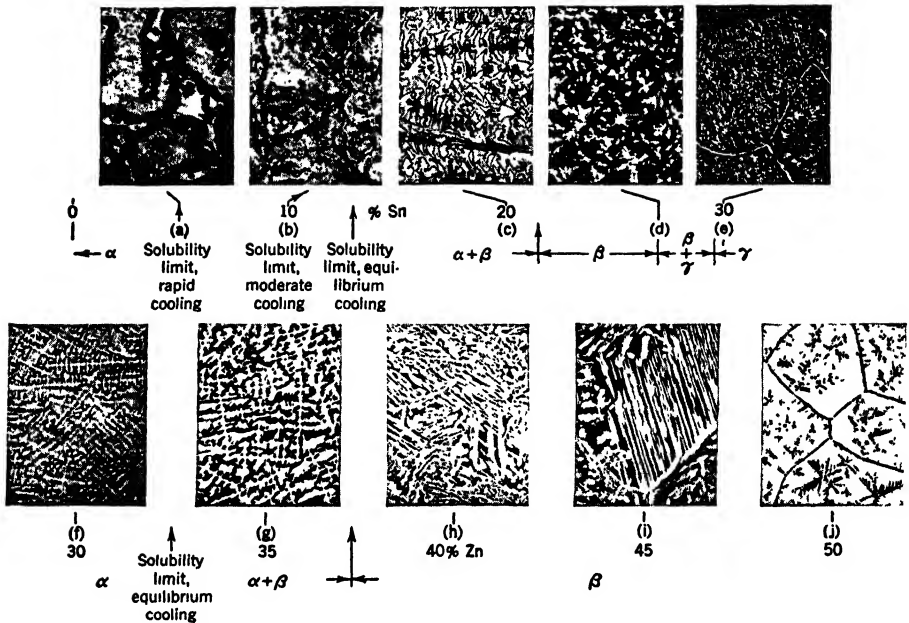 0 10 % Sn 20 30
(a) (b) (c) (d) (e)
α
Solubility limit, rapid cooling
Solubility limit, moderate cooling
Solubility limit, equi-librium cooling
α+β β β + γ γ
(f) (g) (h) (i) (j)
30 35 40% Zn 45 50
Solubility limit, equilibrium cooling
α α+β β